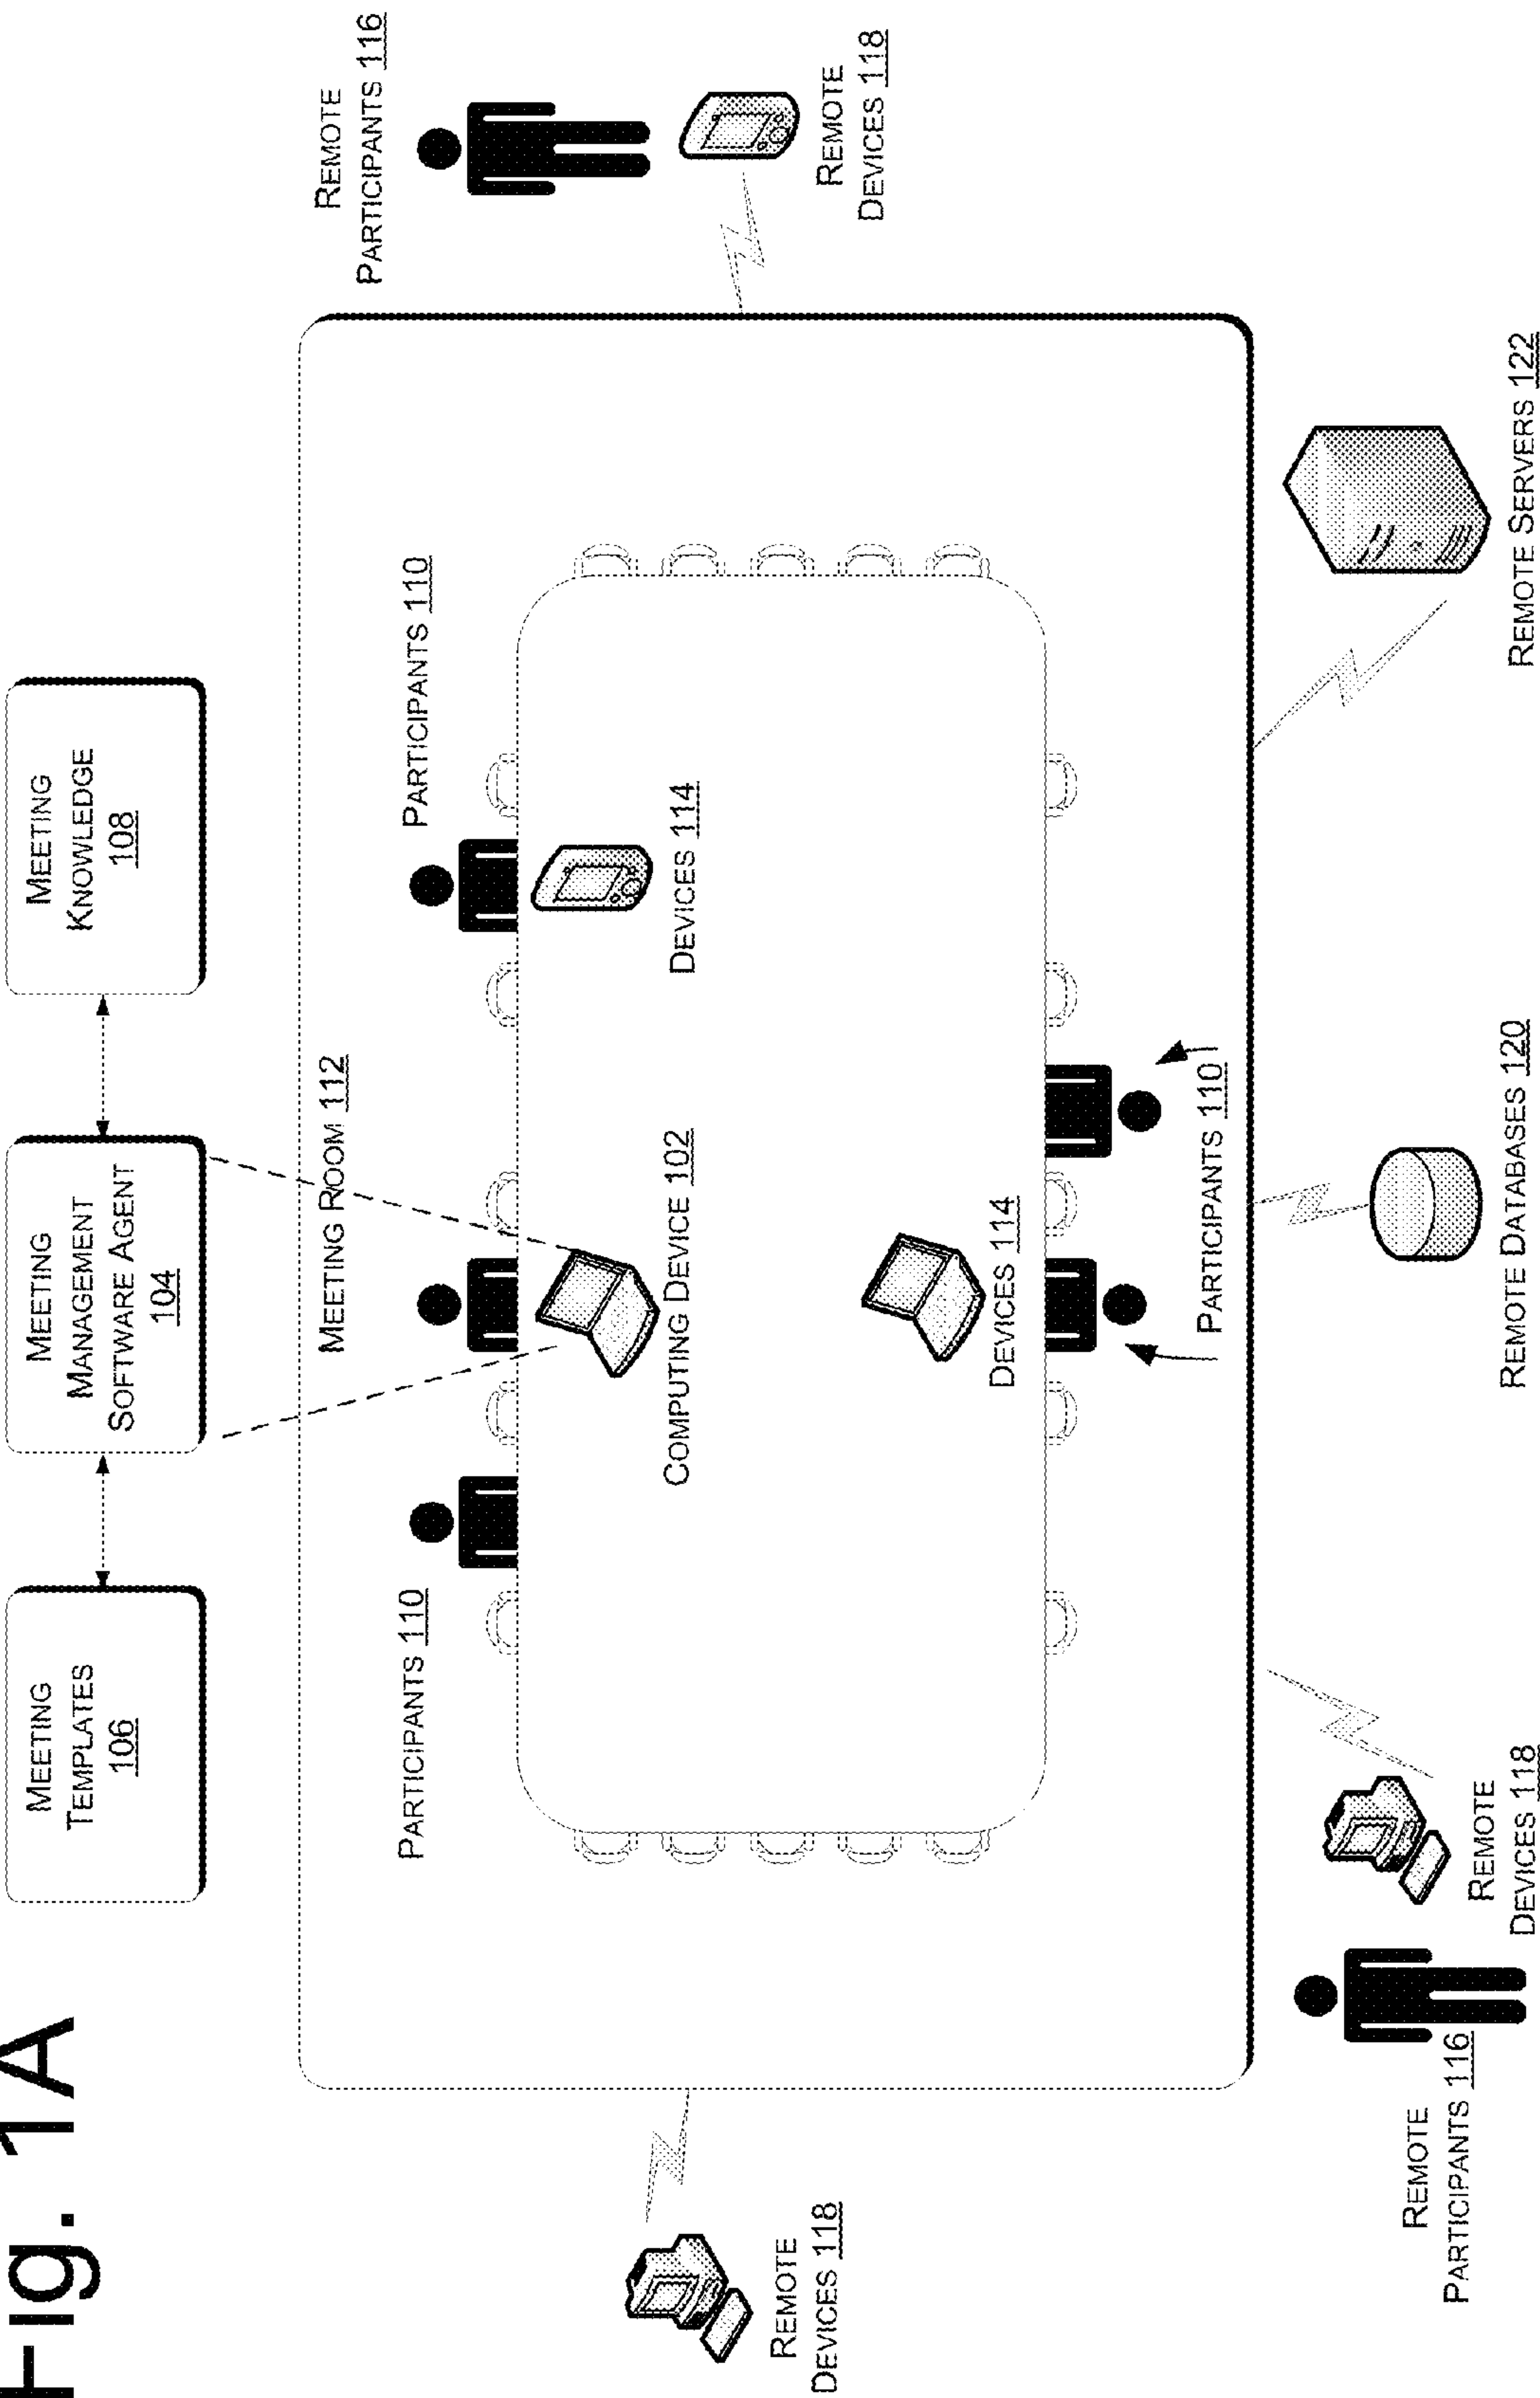 Fig. 1A
MEETING
TEMPLATES
106
MEETING
MANAGEMENT
SOFTWARE AGENT
104
MEETING
KNOWLEDGE
108
MEETING ROOM 112
REMOTE
PARTICIPANTS 116
PARTICIPANTS 110
PARTICIPANTS 110
COMPUTING DEVICE 102
DEVICES 114
REMOTE
DEVICES 118
REMOTE
DEVICES 118
DEVICES 114
PARTICIPANTS 110
REMOTE
PARTICIPANTS 116
REMOTE
DEVICES 118
REMOTE DATABASES 120
REMOTE SERVERS 122